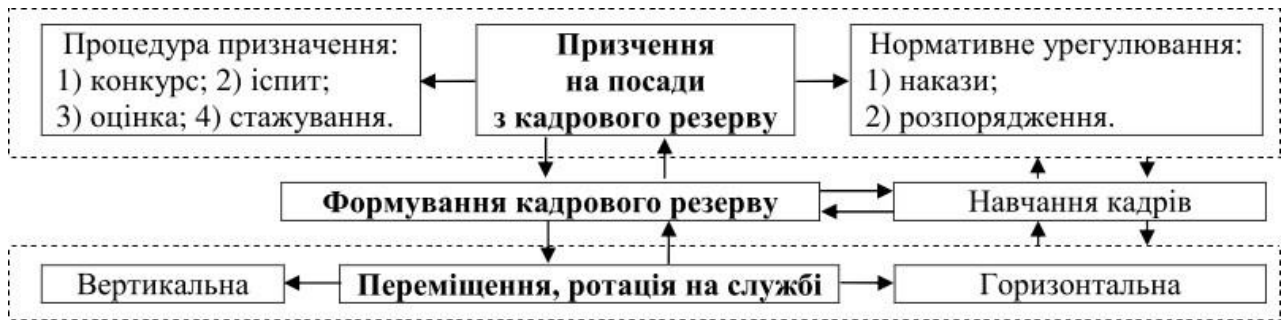 Процедура призначення:
1) конкурс; 2) іспит;
3) оцінка; 4) стажування.
Призчення
на посади
з кадрового резерву
Нормативне урегулювання:
1) накази;
2) розпорядження.
Формування кадрового резерву
Навчання кадрів
Вертикальна
Переміщення, ротація на службі
Горизонтальна